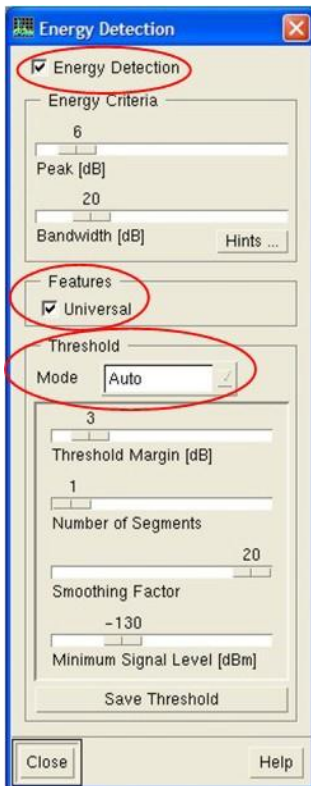 Energy Detection
Energy Detection
Energy Criteria
6
Peak [dB]
20
Bandwidth [dB]
Hints ...
Features
Universal
Threshold
Mode Auto
3
Threshold Margin [dB]
1
Number of Segments
20
Smoothing Factor
-130
Minimum Signal Level [dBm]
Save Threshold
Close Help